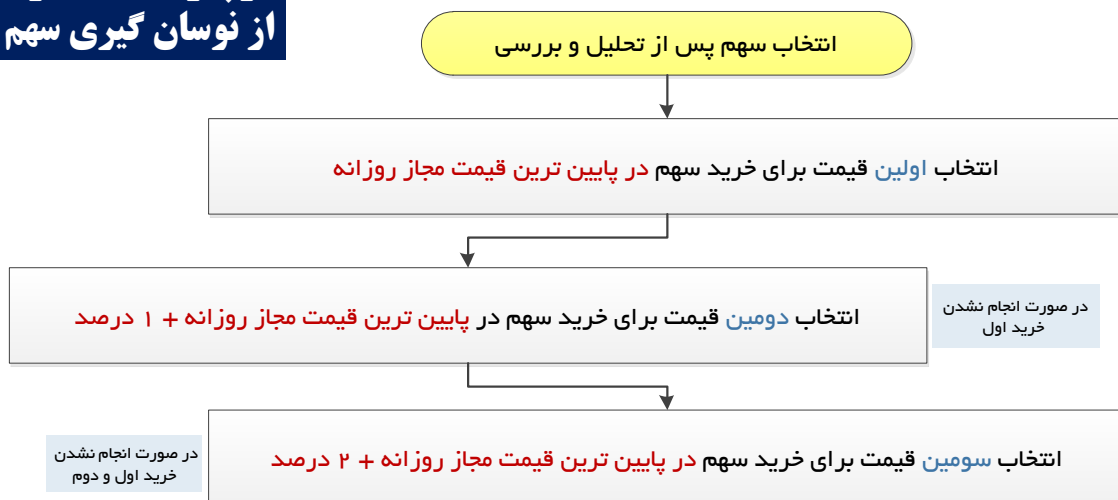 از نوسان گیری سهم
انتخاب سهم پس از تحلیل و بررسی
انتخاب اولین قیمت برای خرید سهم در پایین ترین قیمت مجاز روزانه
انتخاب دومین قیمت برای خرید سهم در پایین ترین قیمت مجاز روزانه + ۱ درصد
در صورت انجام نشدن
خرید اول
انتخاب سومین قیمت برای خرید سهم در پایین ترین قیمت مجاز روزانه + ۲ درصد
در صورت انجام نشدن
خرید اول و دوم